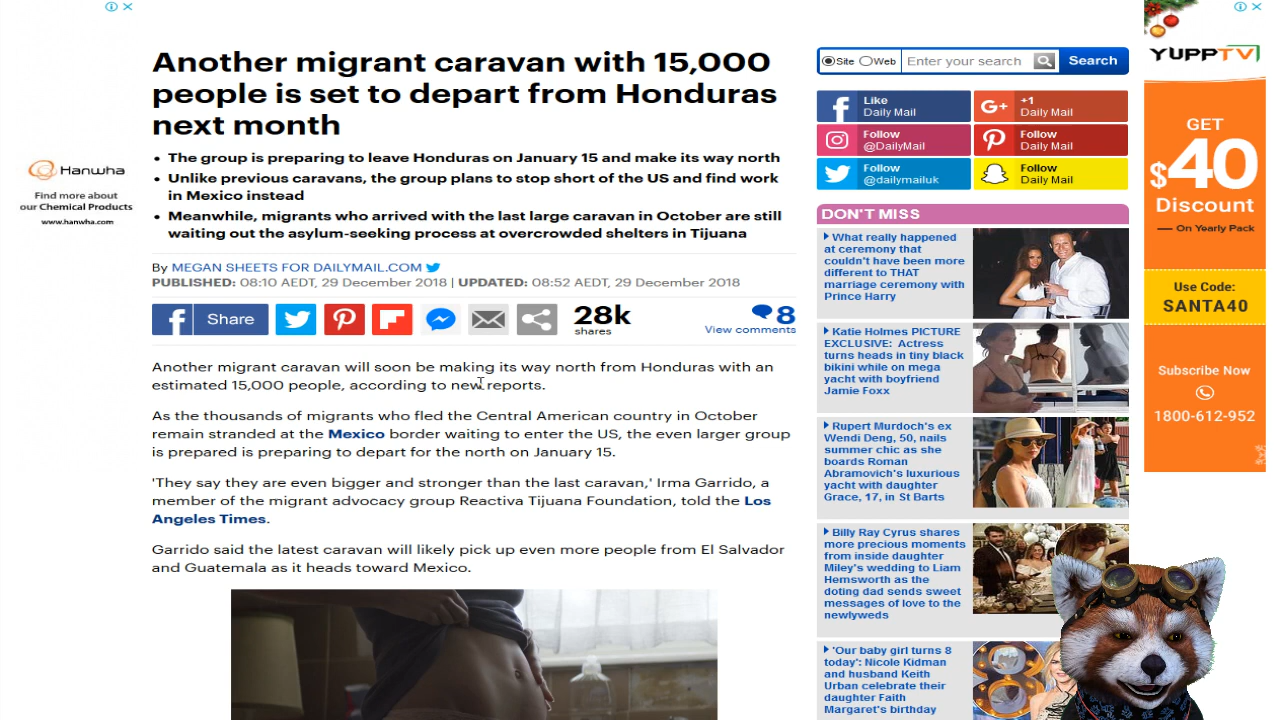 Hanwha
Find more about
our Chemical Products
www.hanwha.com
Another migrant caravan with 15,000
people is set to depart from Honduras
next month
• The group is preparing to leave Honduras on January 15 and make its way north
• Unlike previous caravans, the group plans to stop short of the US and find work
in Mexico instead
• Meanwhile, migrants who arrived with the last large caravan in October are still
waiting out the asylum-seeking process at overcrowded shelters in Tijuana
By MEGAN SHEETS FOR DAILYMAIL.COM
PUBLISHED: 08:10 AEDT, 29 December 2018 | UPDATED: 08:52 AEDT, 29 December 2018
Share
28k
shares
8
View comments
Another migrant caravan will soon be making its way north from Honduras with an
estimated 15,000 people, according to new reports.
As the thousands of migrants who fled the Central American country in October
remain stranded at the Mexico border waiting to enter the US, the even larger group
is prepared is preparing to depart for the north on January 15.
'They say they are even bigger and stronger than the last caravan,' Irma Garrido, a
member of the migrant advocacy group Reactiva Tijuana Foundation, told the Los
Angeles Times.
Garrido said the latest caravan will likely pick up even more people from El Salvador
and Guatemala as it heads toward Mexico.
Site Web Enter your search Search
Like
Daily Mail
+1
Daily Mail
Follow
@DailyMail
Follow
Daily Mail
Follow
@dailymailuk
Follow
Daily Mail
DON'T MISS
What really happened
at ceremony that
couldn't have been more
different to THAT
marriage ceremony with
Prince Harry
Katie Holmes PICTURE
EXCLUSIVE: Actress
turns heads in tiny black
bikini while on mega
yacht with boyfriend
Jamie Foxx
Rupert Murdoch's ex
Wendi Deng, 50, nails
summer chic as she
boards Roman
Abramovich's luxurious
yacht with daughter
Grace, 17, in St Barts
Billy Ray Cyrus shares
more precious moments
from inside daughter
Miley's wedding to Liam
Hemsworth as the
doting dad sends sweet
messages of love to the
newlyweds
'Our baby girl turns 8
today': Nicole Kidman
and husband Keith
Urban celebrate their
daughter Faith
Margaret's birthday
YUPPTV
GET
$40
Discount
— On Yearly Pack
Use Code:
SANTA40
Subscribe Now
1800-612-952